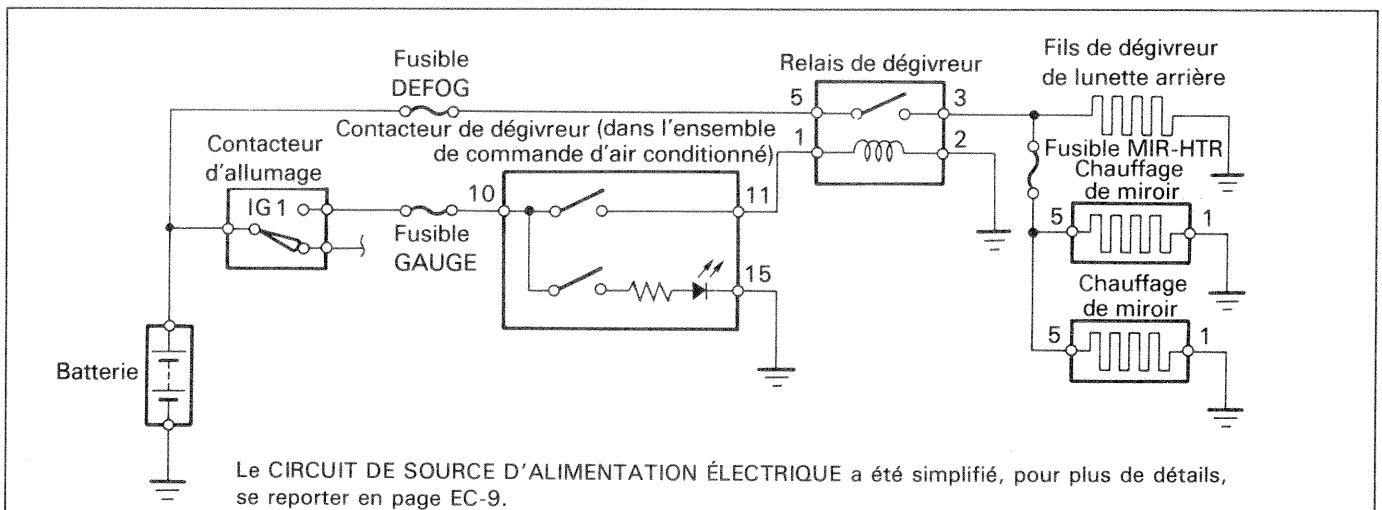 Fusible
DEFOG
Relais de dégivreur
Fils de dégivreur
de lunette arrière
5
3
Contacteur
d'allumage
Contacteur de dégivreur (dans l'ensemble
de commande d'air conditionné)
1
2
Fusible MIR-HTR
Chauffage
de miroir
IG1
10
11
5
1
Fusible
GAUGE
15
Chauffage
de miroir
5
1
Batterie
Le CIRCUIT DE SOURCE D'ALIMENTATION ÉLECTRIQUE a été simplifié, pour plus de détails,
se reporter en page EC-9.